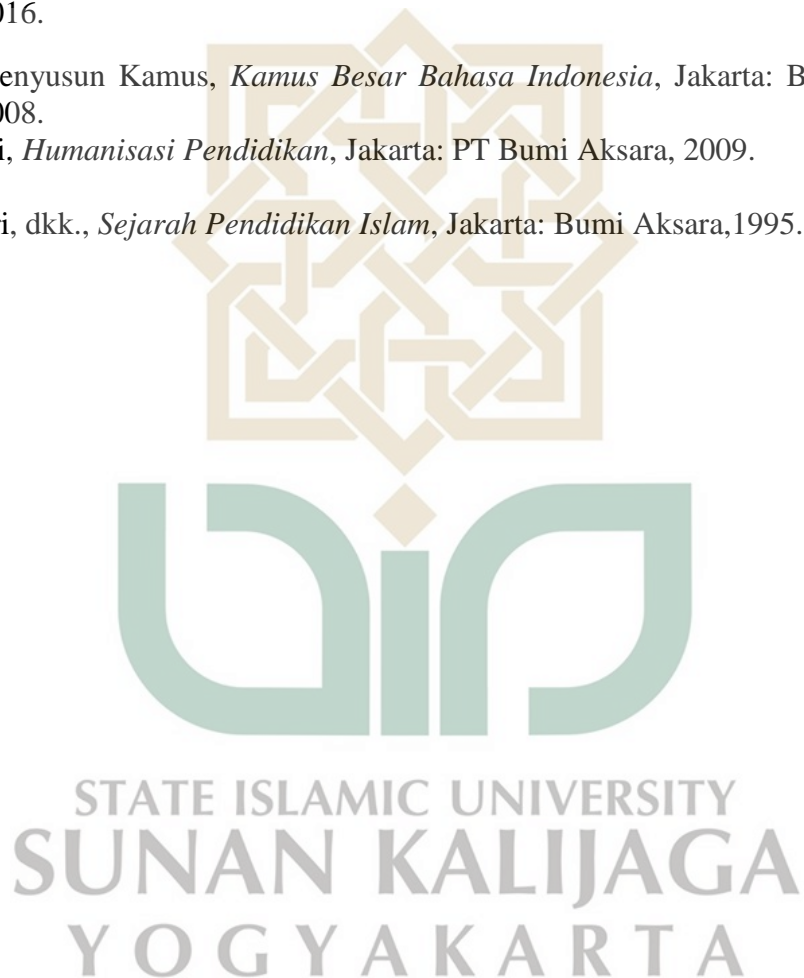 016.
enyusun Kamus, Kamus Besar Bahasa Indonesia, Jakarta: B
008.
i, Humanisasi Pendidikan, Jakarta: PT Bumi Aksara, 2009.
ri, dkk., Sejarah Pendidikan Islam, Jakarta: Bumi Aksara,1995.
STATE ISLAMIC UNIVERSITY
SUNAN KALIJAGA
YOGYAKARTA